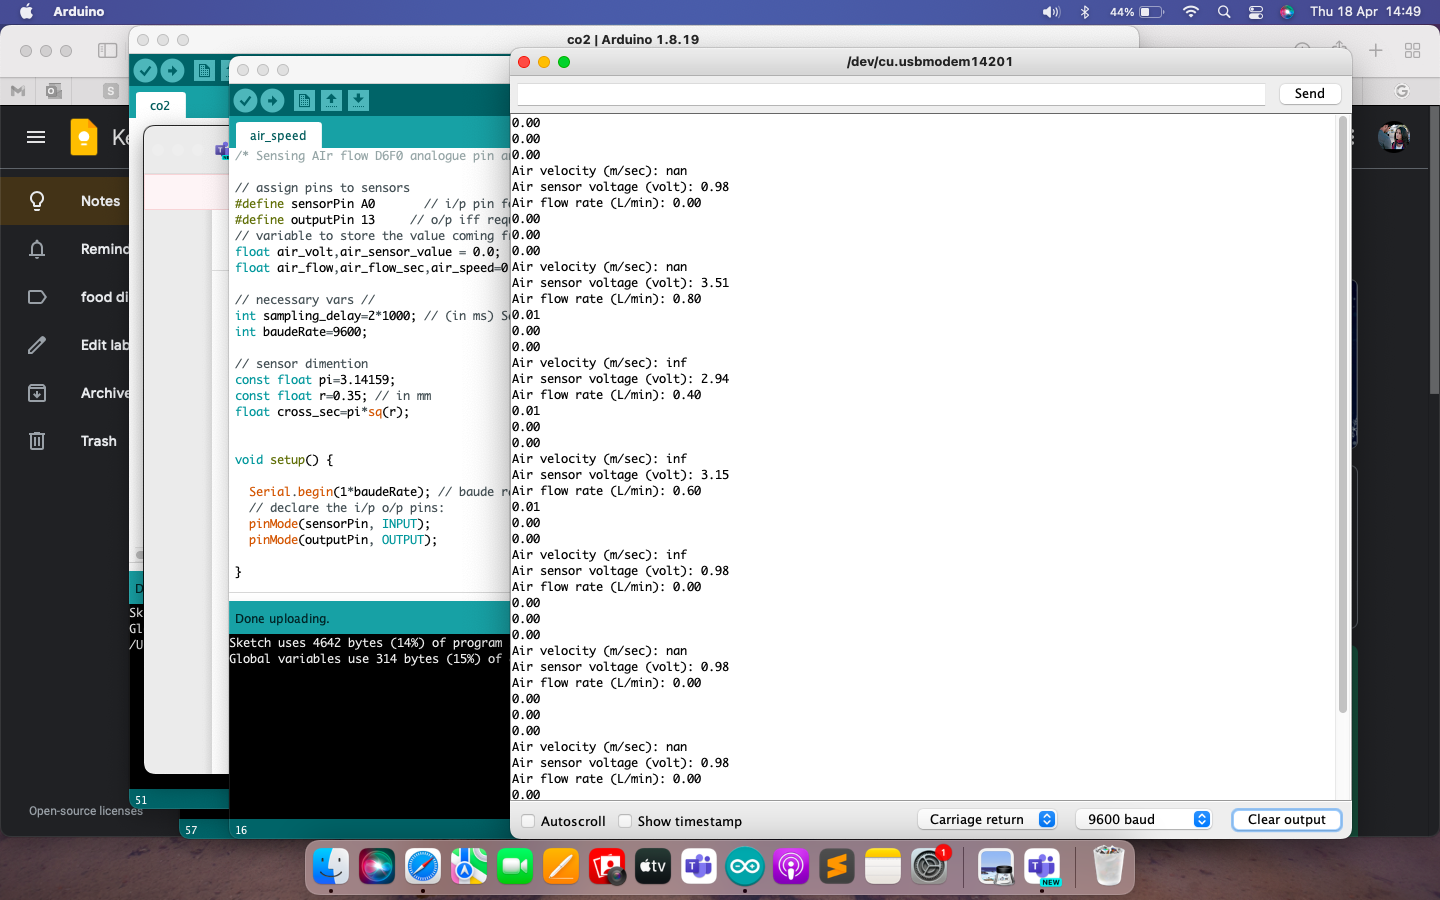 Arduino
44%
Thu 18 Apr 14:49
co2 | Arduino 1.8.19
/dev/cu.usbmodem14201
Send
co2
air_speed
Ke
Notes
Remind
food di
Edit lab
Archive
Trash
Open-source licenses
/* Sensing AIr flow D6F0 analogue pin a
// assign pins to sensors
#define sensorPin A0 // i/p pin fo
#define outputPin 13 // o/p iff requ
// variable to store the value coming f
float air_volt,air_sensor_value = 0.0;
float air_flow,air_flow_sec,air_speed=0
// necessary vars //
int sampling_delay=2*1000; // (in ms) So
int baudeRate=9600;
// sensor dimention
const float pi=3.14159;
const float r=0.35; // in mm
float cross_sec=pi*sq(r);
void setup() {
Serial.begin(1*baudeRate); // baude ra
// declare the i/p o/p pins:
pinMode(sensorPin, INPUT);
pinMode(outputPin, OUTPUT);
}
Done uploading.
Sketch uses 4642 bytes (14%) of program
Global variables use 314 bytes (15%) of
D
Sk
Gl
/U
51
57
16
0.00
0.00
0.00
Air velocity (m/sec): nan
Air sensor voltage (volt): 0.98
Air flow rate (L/min): 0.00
0.00
0.00
0.00
Air velocity (m/sec): nan
Air sensor voltage (volt): 3.51
Air flow rate (L/min): 0.80
0.01
0.00
0.00
Air velocity (m/sec): inf
Air sensor voltage (volt): 2.94
Air flow rate (L/min): 0.40
0.01
0.00
0.00
Air velocity (m/sec): inf
Air sensor voltage (volt): 3.15
Air flow rate (L/min): 0.60
0.01
0.00
0.00
Air velocity (m/sec): inf
Air sensor voltage (volt): 0.98
Air flow rate (L/min): 0.00
0.00
0.00
0.00
Air velocity (m/sec): nan
Air sensor voltage (volt): 0.98
Air flow rate (L/min): 0.00
0.00
0.00
0.00
Air velocity (m/sec): nan
Air sensor voltage (volt): 0.98
Air flow rate (L/min): 0.00
0.00
Autoscroll
Show timestamp
Carriage return
9600 baud
Clear output
tv
1
NEW